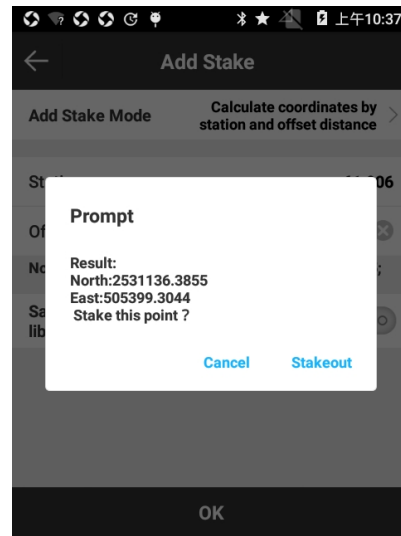 上午10:37
Add Stake
Add Stake Mode
Calculate coordinates by
station and offset distance
Prompt
Result:
North:2531136.3855
East:505399.3044
Stake this point ?
Cancel
Stakeout
OK